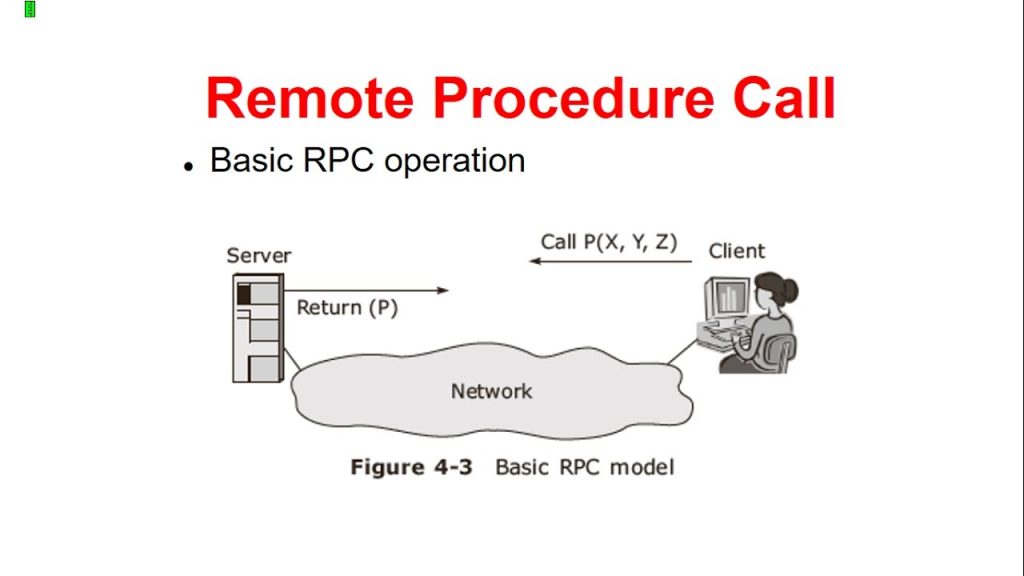 Remote Procedure Call
• Basic RPC operation
Call P(X, Y, Z)
Server
Client
Return (P)
Network
Figure 4-3 Basic RPC model